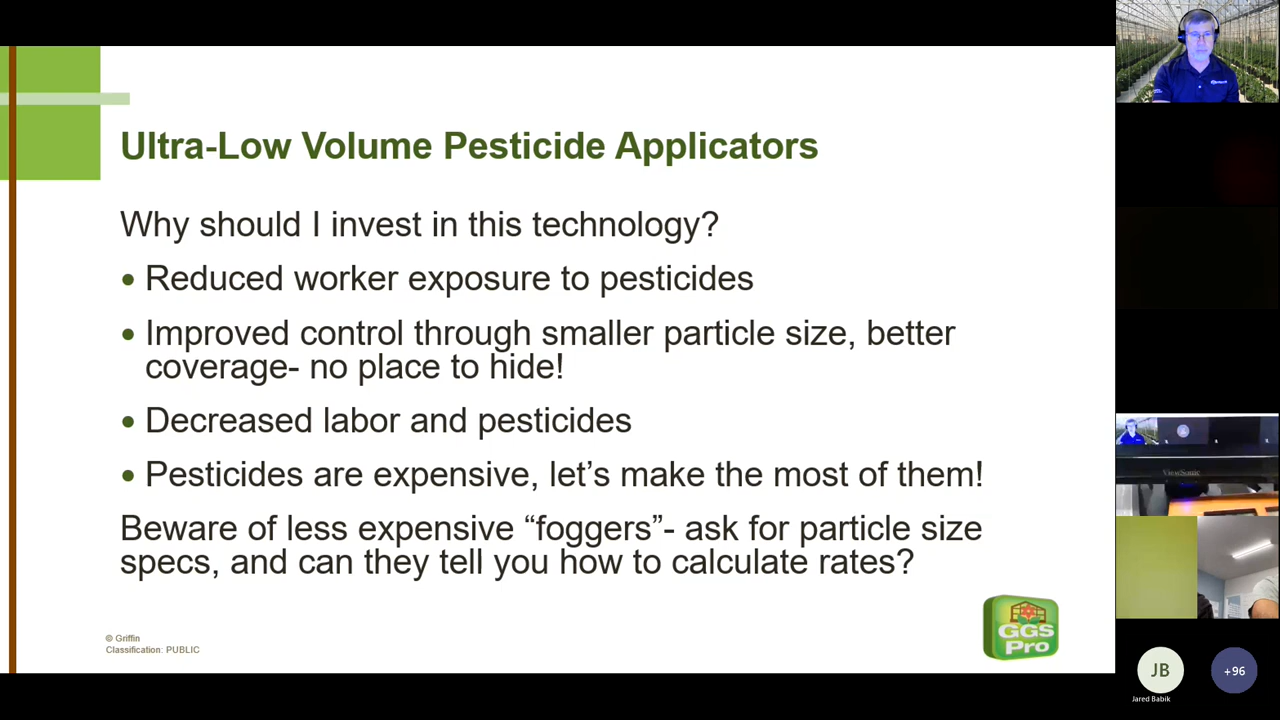 Ultra-Low Volume Pesticide Applicators
Why should I invest in this technology?
• Reduced worker exposure to pesticides
• Improved control through smaller particle size, better
coverage- no place to hide!
• Decreased labor and pesticides
• Pesticides are expensive, let’s make the most of them!
Beware of less expensive “foggers”- ask for particle size
specs, and can they tell you how to calculate rates?
© Griffin
Classification: PUBLIC
GGS
Pro
ViewSonic
JB
Jared Babik
+96